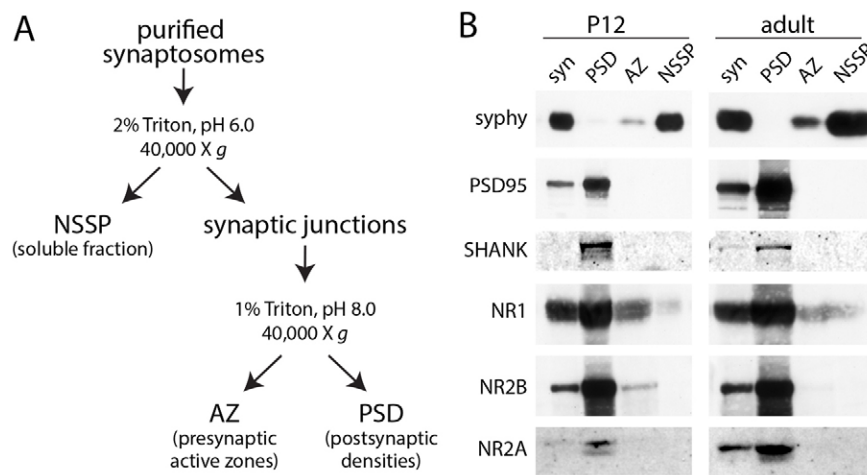 A
purified
synaptosomes
2% Triton, pH 6.0
40,000 X g
NSSP
(soluble fraction)
synaptic junctions
1% Triton, pH 8.0
40,000 X g
AZ
(presynaptic
active zones)
PSD
(postsynaptic
densities)
B
P12
adult
syn PSD AZ NSSP syn PSD AZ NSSP
syphy
PSD95
SHANK
NR1
NR2B
NR2A